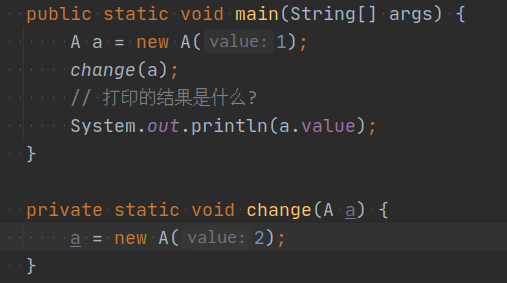 public static void main(String[] args) {
A a = new A( value: 1);
change(a);
// 打印的结果是什么?
System.out.println(a.value);
}
private static void change(A a) {
a = new A( value: 2);
}